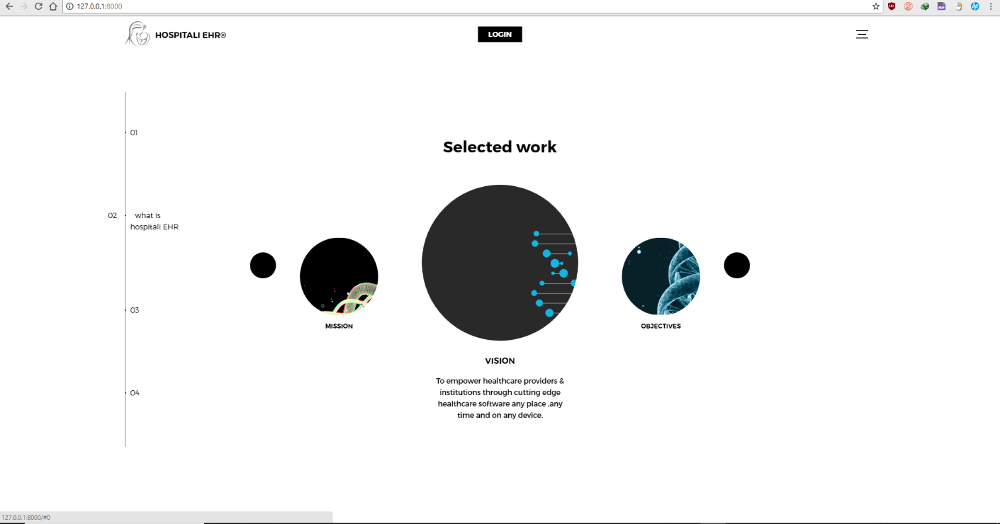 127.0.0.1:8000
HOSPITALI EHR®
LOGIN
01
Selected work
02 what is
hospitali EHR
03
MISSION
OBJECTIVES
VISION
To empower healthcare providers &
institutions through cutting edge
healthcare software any place ,any
time and on any device.
04
127.0.0.1:8000/#0